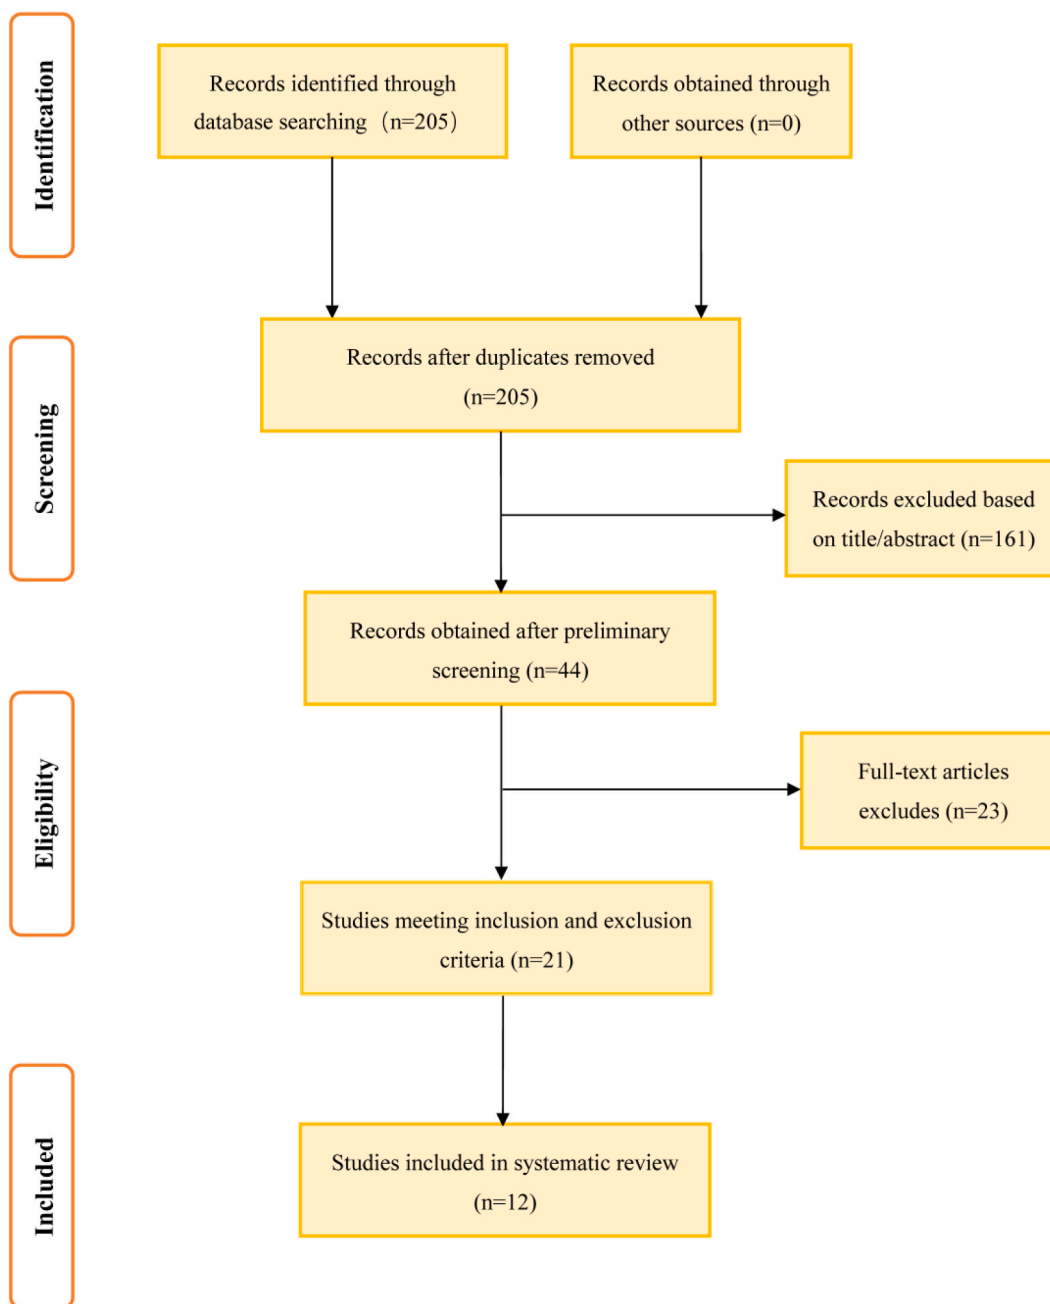 Identification
Records identified through
database searching（n=205）
Records obtained through
other sources (n=0)
Screening
Records after duplicates removed
(n=205)
Records excluded based
on title/abstract (n=161)
Records obtained after preliminary
screening (n=44)
Eligibility
Full-text articles
excludes (n=23)
Studies meeting inclusion and exclusion
criteria (n=21)
Included
Studies included in systematic review
(n=12)